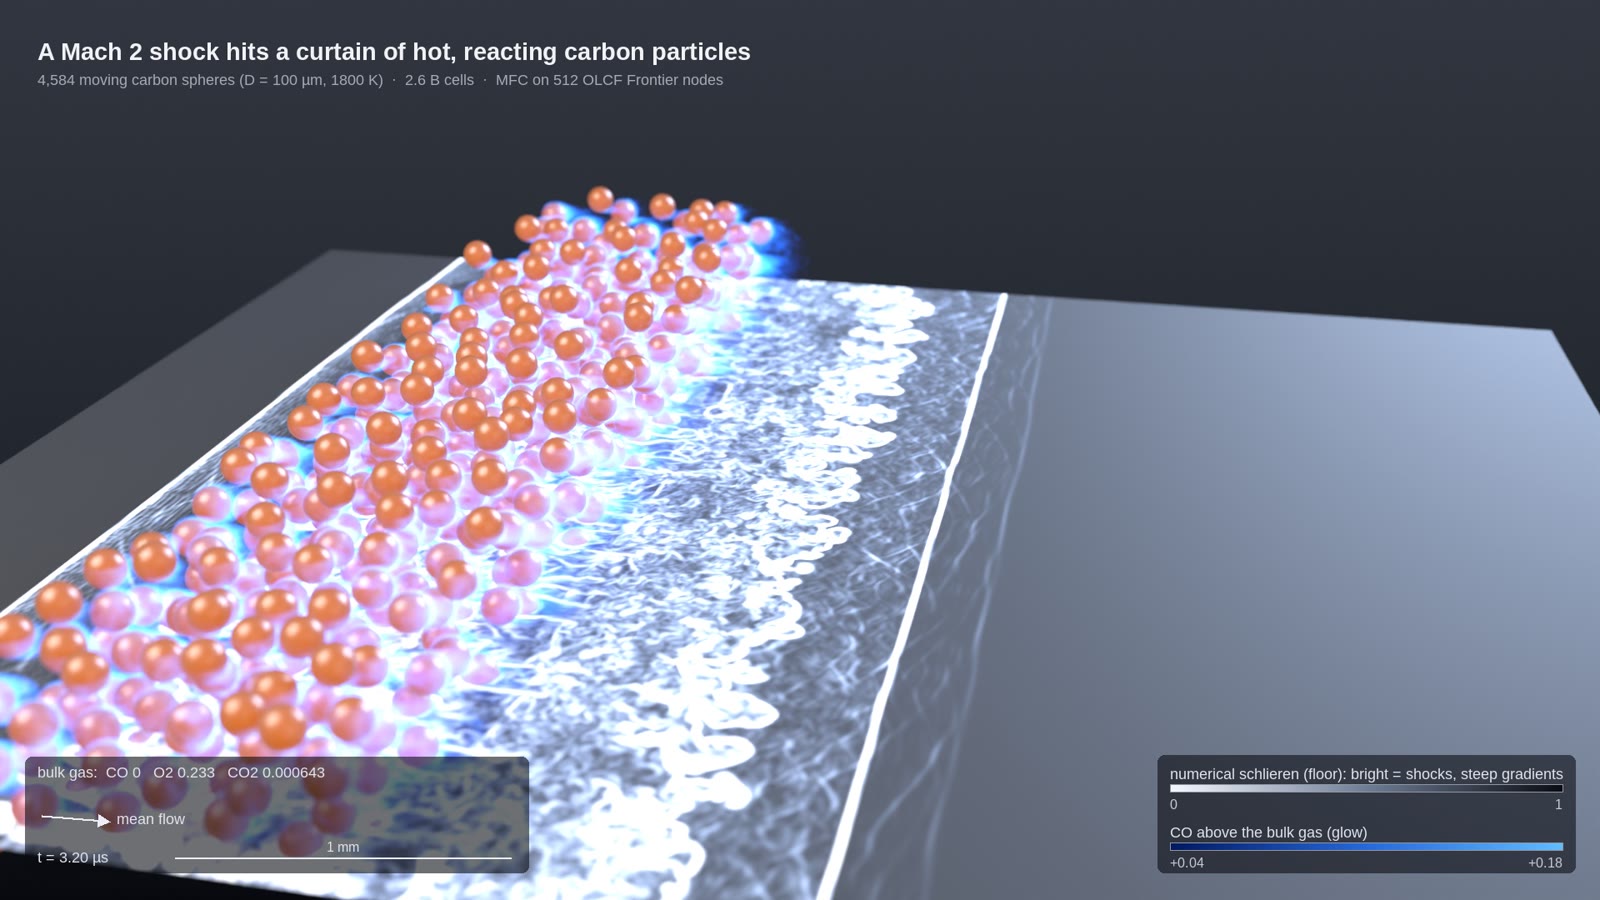 A Mach 2 shock hits a curtain of hot, reacting carbon particles
4,584 moving carbon spheres (D = 100 µm, 1800 K) · 2.6 B cells · MFC on 512 OLCF Frontier nodes
bulk gas: CO 0 O2 0.233 CO2 0.000643
mean flow
1 mm
t = 3.20 µs
numerical schlieren (floor): bright = shocks, steep gradients
0 1
CO above the bulk gas (glow)
+0.04 +0.18